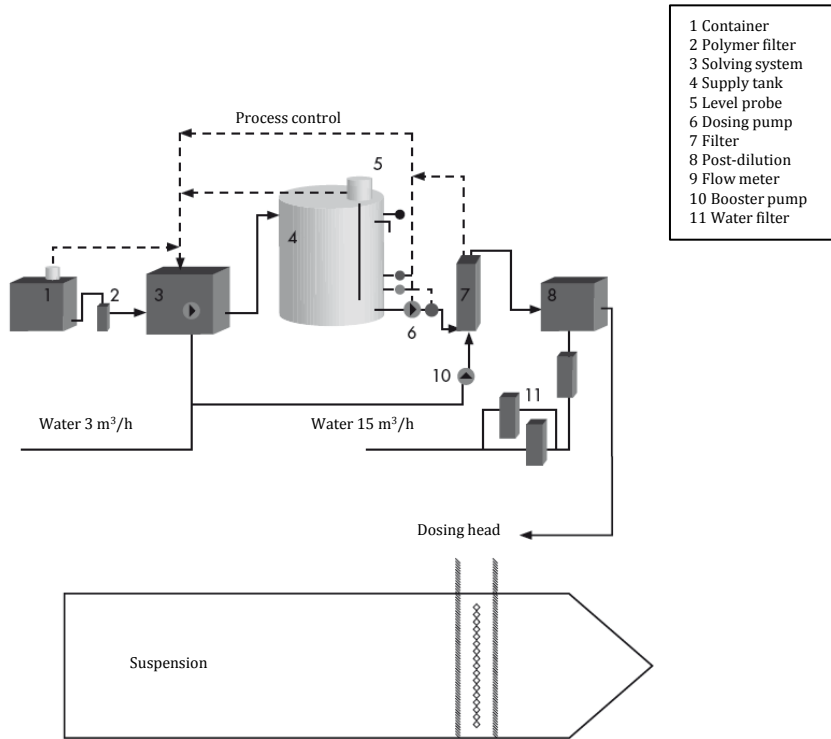 1 Container
2 Polymer filter
3 Solving system
4 Supply tank
5 Level probe
6 Dosing pump
7 Filter
8 Post-dilution
9 Flow meter
10 Booster pump
11 Water filter
Process control
5
4
1
2
3
7
8
6
10
11
Water 3 m³/h
Water 15 m³/h
Dosing head
Suspension